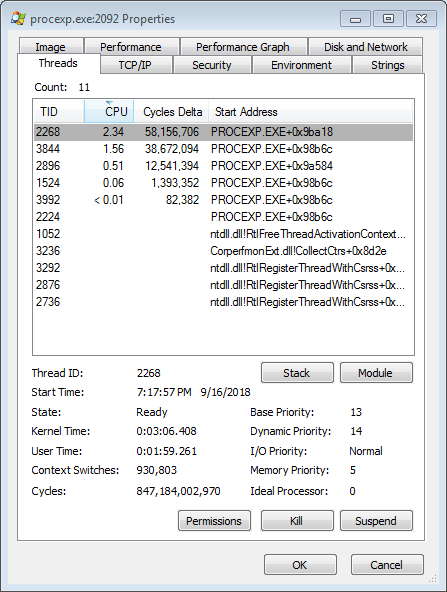 procexp.exe:2092 Properties
Image Performance Performance Graph Disk and Network
Threads TCP/IP Security Environment Strings
Count: 11
TID CPU Cycles Delta Start Address
2268 2.34 58,156,706 PROCEXP.EXE+0x9ba18
3844 1.56 38,672,094 PROCEXP.EXE+0x98b6c
2896 0.51 12,541,394 PROCEXP.EXE+0x9a584
1524 0.06 1,393,352 PROCEXP.EXE+0x98b6c
3992 < 0.01 82,382 PROCEXP.EXE+0x98b6c
2224 PROCEXP.EXE+0x98b6c
1052 ntdll.dll!RtlFreeThreadActivationContext...
3236 CorperfmonExt.dll!CollectCtrs+0x8d2e
3292 ntdll.dll!RtlRegisterThreadWithCsrss+0x...
2876 ntdll.dll!RtlRegisterThreadWithCsrss+0x...
2736 ntdll.dll!RtlRegisterThreadWithCsrss+0x...
Thread ID: 2268 Stack Module
Start Time: 7:17:57 PM 9/16/2018
State: Ready Base Priority: 13
Kernel Time: 0:03:06.408 Dynamic Priority: 14
User Time: 0:01:59.261 I/O Priority: Normal
Context Switches: 930,803 Memory Priority: 5
Cycles: 847,184,002,970 Ideal Processor: 0
Permissions Kill Suspend
OK Cancel